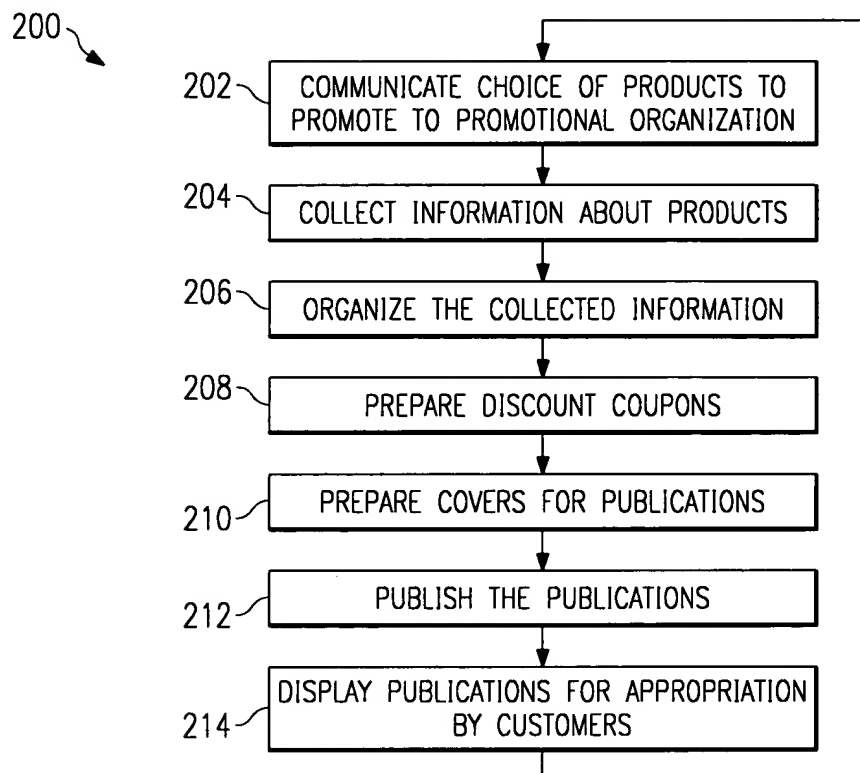 200
202
COMMUNICATE CHOICE OF PRODUCTS TO
PROMOTE TO PROMOTIONAL ORGANIZATION
204
COLLECT INFORMATION ABOUT PRODUCTS
206
ORGANIZE THE COLLECTED INFORMATION
208
PREPARE DISCOUNT COUPONS
210
PREPARE COVERS FOR PUBLICATIONS
212
PUBLISH THE PUBLICATIONS
214
DISPLAY PUBLICATIONS FOR APPROPRIATION
BY CUSTOMERS